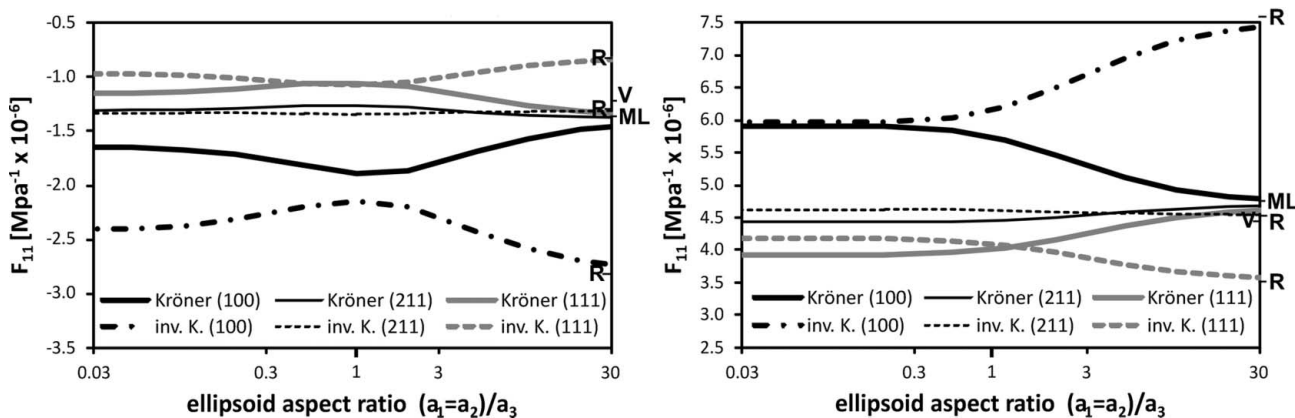 -0.5
-1.0
-1.5
-2.0
-2.5
-3.0
-3.5
F₁₁ [Mpa⁻¹ x 10⁻⁶]
R
V
R
ML
R
Kröner (100) Kröner (211) Kröner (111)
inv. K. (100) inv. K. (211) inv. K. (111)
0.03 0.3 1 3 30
ellipsoid aspect ratio (a₁=a₂)/a₃
7.5
7.0
6.5
6.0
5.5
5.0
4.5
4.0
3.5
3.0
2.5
F₁₁ [Mpa⁻¹ x 10⁻⁶]
R
ML
V
R
R
Kröner (100) Kröner (211) Kröner (111)
inv. K. (100) inv. K. (211) inv. K. (111)
0.03 0.3 1 3 30
ellipsoid aspect ratio (a₁=a₂)/a₃